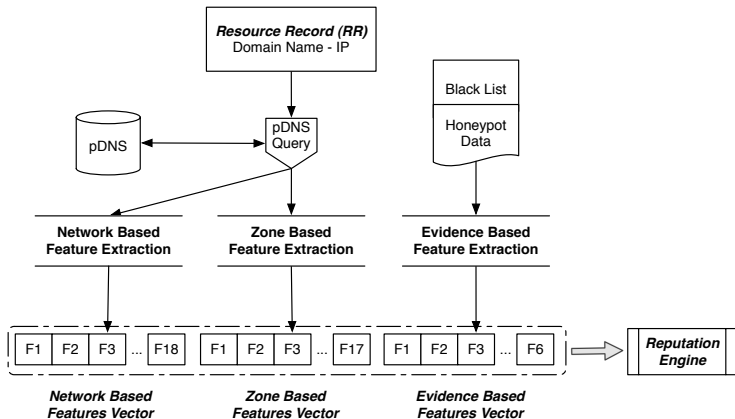 Resource Record (RR)
Domain Name - IP
Black List
Honeypot
Data
pDNS
pDNS
Query
Network Based
Feature Extraction
Zone Based
Feature Extraction
Evidence Based
Feature Extraction
F1 F2 F3 ... F18 F1 F2 F3 ... F17 F1 F2 F3 ... F6
Reputation
Engine
Network Based
Features Vector
Zone Based
Features Vector
Evidence Based
Features Vector